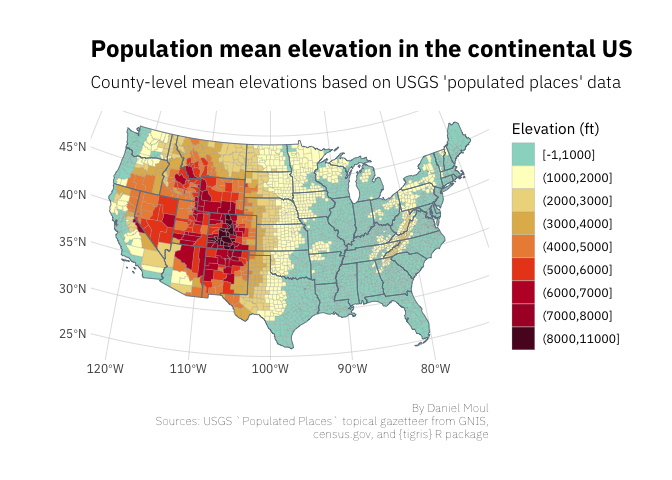 Population mean elevation in the continental US
County-level mean elevations based on USGS 'populated places' data
45°N
40°N
35°N
30°N
25°N
120°W
110°W
100°W
90°W
80°W
Elevation (ft)
[-1,1000]
(1000,2000]
(2000,3000]
(3000,4000]
(4000,5000]
(5000,6000]
(6000,7000]
(7000,8000]
(8000,11000]
By Daniel Moul
Sources: USGS `Populated Places` topical gazetteer from GNIS,
census.gov, and {tigris} R package